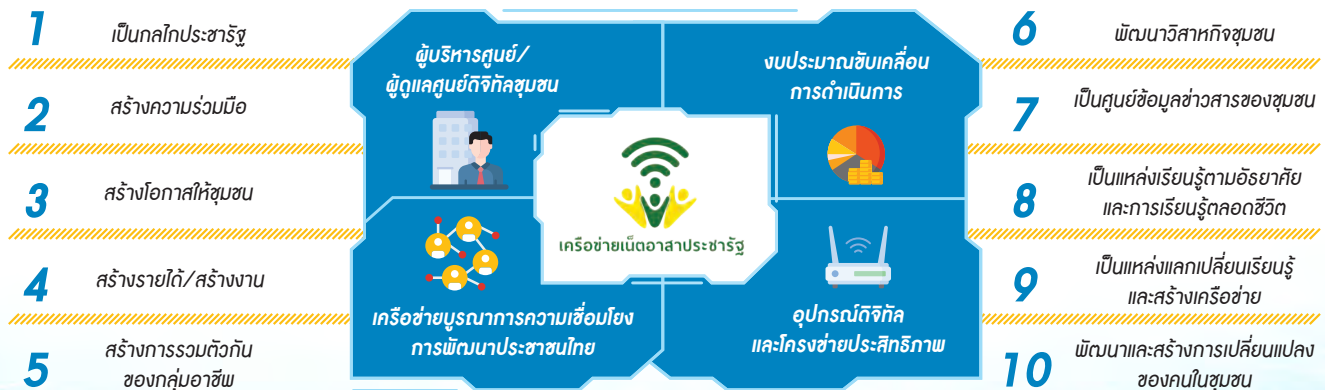 1 เป็นกลไกประชารัฐ
2 สร้างความร่วมมือ
3 สร้างโอกาสให้ชุมชน
4 สร้างรายได้/สร้างงาน
5 สร้างการรวมตัวกัน
ของกลุ่มอาชีพ
ผู้บริหารศูนย์/
ผู้ดูแลศูนย์ดิจิทัลชุมชน
งบประมาณขับเคลื่อน
การดำเนินการ
เครือข่ายเน็ตอาสาประชารัฐ
เครือข่ายบูรณาการความเชื่อมโยง
การพัฒนาประชาชนไทย
อุปกรณ์ดิจิทัล
และโครงข่ายประสิทธิภาพ
6 พัฒนาวิสาหกิจชุมชน
7 เป็นศูนย์ข้อมูลข่าวสารของชุมชน
8 เป็นแหล่งเรียนรู้ตามอัธยาศัย
และการเรียนรู้ตลอดชีวิต
9 เป็นแหล่งแลกเปลี่ยนเรียนรู้
และสร้างเครือข่าย
10 พัฒนาและสร้างการเปลี่ยนแปลง
ของคนในชุมชน